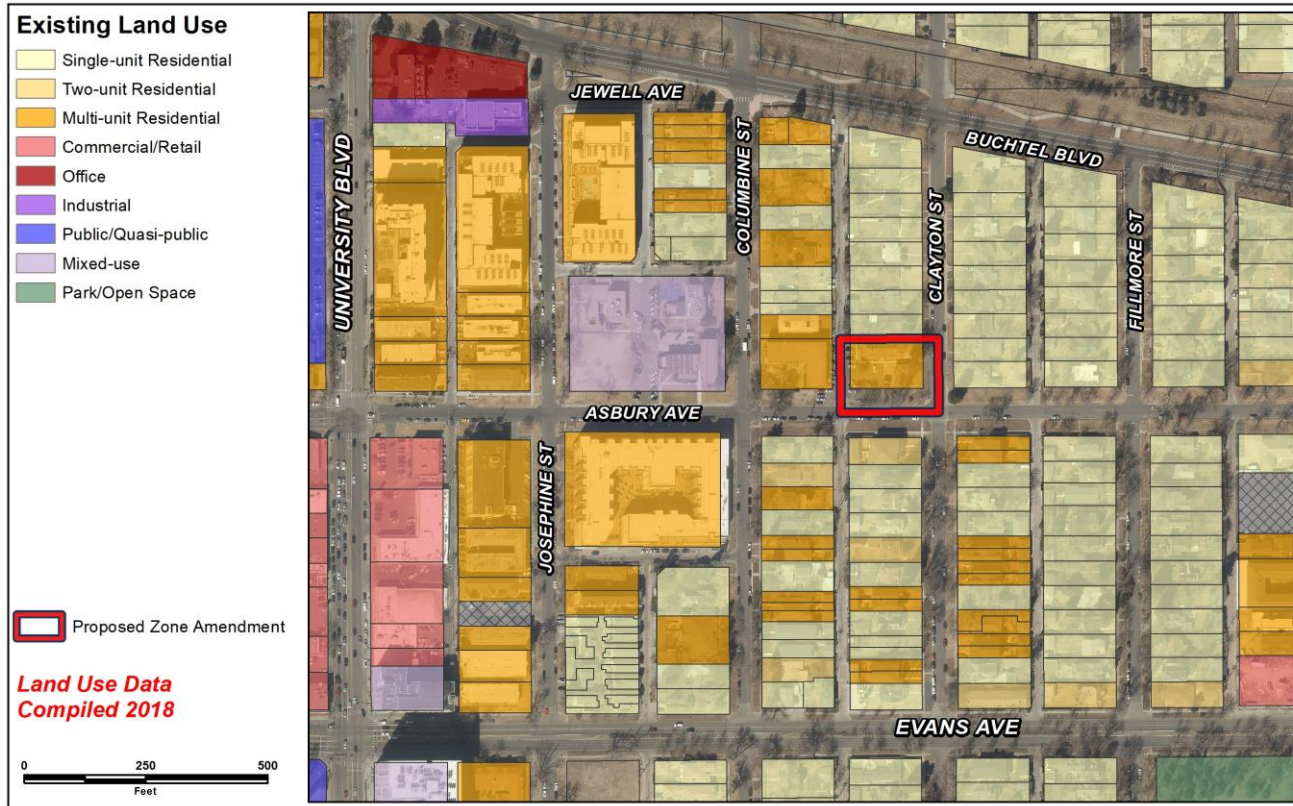 Existing Land Use
Single-unit Residential
Two-unit Residential
Multi-unit Residential
Commercial/Retail
Office
Industrial
Public/Quasi-public
Mixed-use
Park/Open Space
Proposed Zone Amendment
Land Use Data
Compiled 2018
0 250 500
Feet
JEWELL AVE
BUCHTEL BLVD
UNIVERSITY BLVD
COLUMBINE ST
CLAYTON ST
FILLMORE ST
ASBURY AVE
JOSEPHINE ST
EVANS AVE